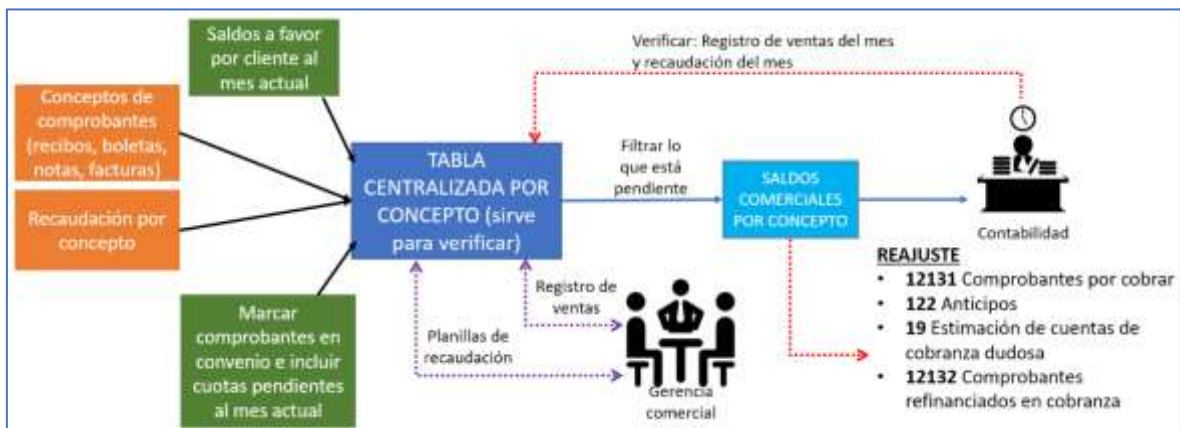 Saldos a favor
por cliente al
mes actual
Conceptos de
comprobantes
(recibos, boletas,
notas, facturas)
Recaudación por
concepto
Marcar
comprobantes en
convenio e incluir
cuotas pendientes
al mes actual
TABLA
CENTRALIZADA POR
CONCEPTO (sirve
para verificar)
Verificar: Registro de ventas del mes
y recaudación del mes
Filtrar lo
que está
pendiente
SALDOS
COMERCIALES
POR CONCEPTO
Contabilidad
Registro de
ventas
Planillas de
recaudación
Gerencia
comercial
REAJUSTE
• 12131 Comprobantes por cobrar
• 122 Anticipos
• 19 Estimación de cuentas de
cobranza dudosa
• 12132 Comprobantes
refinanciados en cobranza